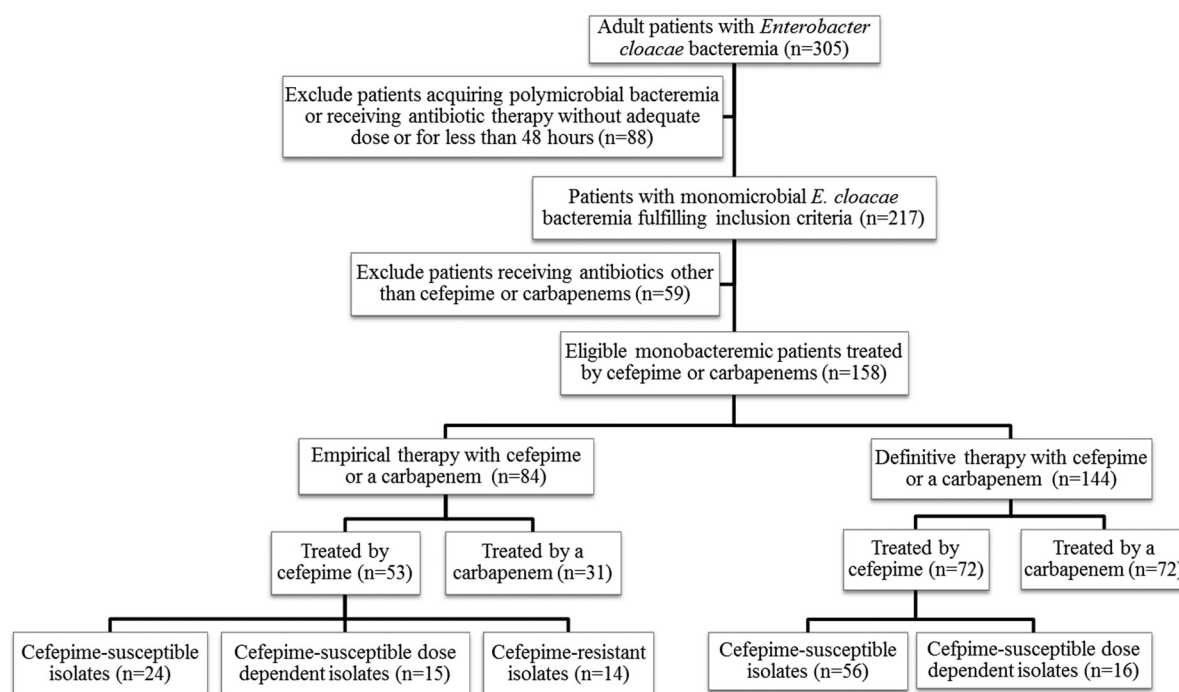 Adult patients with Enterobacter
cloacae bacteremia (n=305)
Exclude patients acquiring polymicrobial bacteremia
or receiving antibiotic therapy without adequate
dose or for less than 48 hours (n=88)
Patients with monomicrobial E. cloacae
bacteremia fulfilling inclusion criteria (n=217)
Exclude patients receiving antibiotics other
than cefepime or carbapenems (n=59)
Eligible monobacteremic patients treated
by cefepime or carbapenems (n=158)
Empirical therapy with cefepime
or a carbapenem (n=84)
Definitive therapy with cefepime
or a carbapenem (n=144)
Treated by
cefepime (n=53)
Treated by a
carbapenem (n=31)
Treated by
cefepime (n=72)
Treated by a
carbapenem (n=72)
Cefepime-susceptible
isolates (n=24)
Cefepime-susceptible dose
dependent isolates (n=15)
Cefepime-resistant
isolates (n=14)
Cefepime-susceptible
isolates (n=56)
Cefpime-susceptible dose
dependent isolates (n=16)